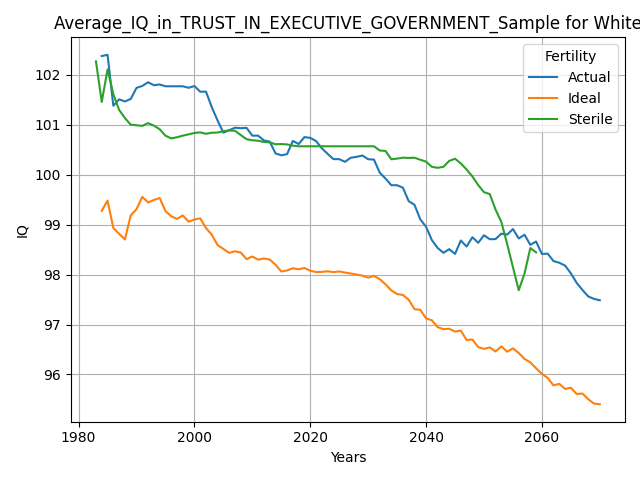 Average_IQ_in_TRUST_IN_EXECUTIVE_GOVERNMENT_Sample for White
Fertility
Actual
Ideal
Sterile
IQ
102
101
100
99
98
97
96
1980
2000
2020
2040
2060
Years